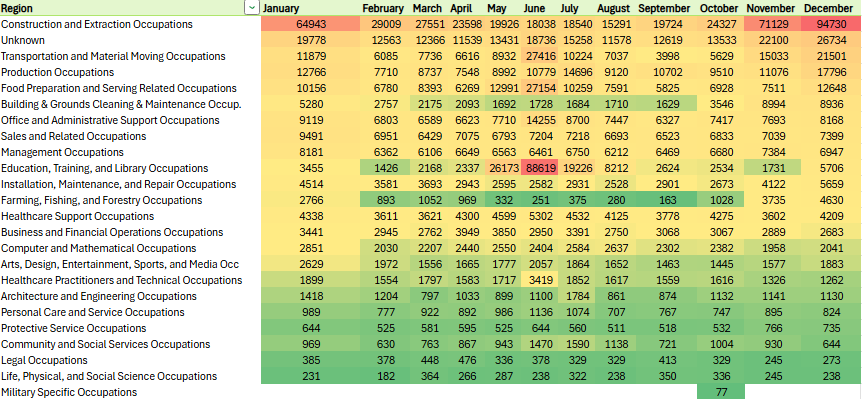 Region January February March April May June July August September October November December
Construction and Extraction Occupations 64943 29009 27551 23598 19926 18038 18540 15291 19724 24327 71129 94730
Unknown 19778 12563 12366 11539 13431 18736 15258 11578 12619 13533 22100 26734
Transportation and Material Moving Occupations 11879 6085 7736 6616 8932 27416 10224 7037 3998 5629 15033 21501
Production Occupations 12766 7710 8737 7548 8992 10779 14696 9120 10702 9510 11076 17796
Food Preparation and Serving Related Occupations 10156 6780 8393 6269 12991 27154 10259 7591 5825 6928 7511 12648
Building & Grounds Cleaning & Maintenance Occup. 5280 2757 2175 2093 1692 1728 1684 1710 1629 3546 8994 8936
Office and Administrative Support Occupations 9119 6803 6589 6623 7710 14255 8700 7447 6327 7417 7693 8168
Sales and Related Occupations 9491 6951 6429 7075 6793 7204 7218 6693 6523 6833 7039 7399
Management Occupations 8181 6362 6106 6649 6563 6461 6750 6212 6469 6680 7384 6947
Education, Training, and Library Occupations 3455 1426 2168 2337 26173 88619 19226 8212 2624 2534 1731 5706
Installation, Maintenance, and Repair Occupations 4514 3581 3693 2943 2595 2582 2931 2528 2901 2673 4122 5659
Farming, Fishing, and Forestry Occupations 2766 893 1052 969 332 251 375 280 163 1028 3735 4630
Healthcare Support Occupations 4338 3611 3621 4300 4599 5302 4532 4125 3778 4275 3602 4209
Business and Financial Operations Occupations 3441 2945 2762 3949 3850 2950 3391 2750 3068 3067 2889 2683
Computer and Mathematical Occupations 2851 2030 2207 2440 2550 2404 2584 2637 2302 2382 1958 2041
Arts, Design, Entertainment, Sports, and Media Occ 2629 1972 1556 1665 1777 2057 1864 1652 1463 1445 1577 1883
Healthcare Practitioners and Technical Occupations 1899 1554 1797 1583 1717 3419 1852 1617 1559 1616 1326 1262
Architecture and Engineering Occupations 1418 1204 797 1033 899 1100 1784 861 874 1132 1141 1130
Personal Care and Service Occupations 989 777 922 892 986 1136 1074 707 767 747 895 824
Protective Service Occupations 644 525 581 595 525 644 560 511 518 532 766 735
Community and Social Services Occupations 969 630 763 867 943 1470 1590 1138 721 1004 930 644
Legal Occupations 385 378 448 476 336 378 329 329 413 329 245 273
Life, Physical, and Social Science Occupations 231 182 364 266 287 238 322 238 350 336 245 238
Military Specific Occupations 77